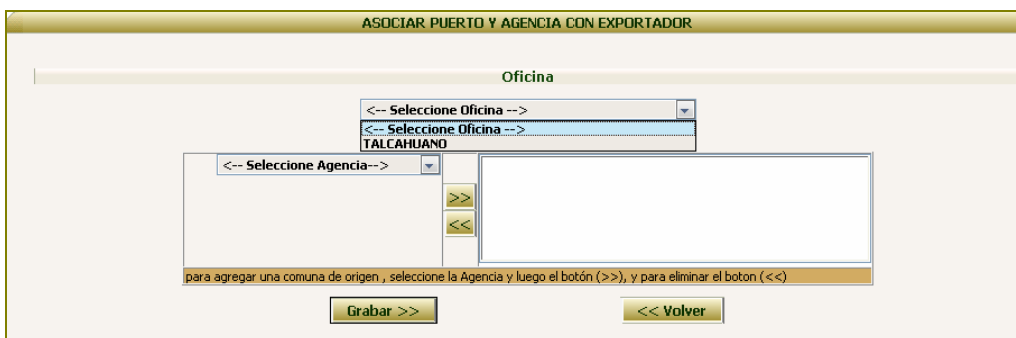 ASOCIAR PUERTO Y AGENCIA CON EXPORTADOR
Oficina
<-- Seleccione Oficina -->
<-- Seleccione Oficina -->
TALCAHUANO
<-- Seleccione Agencia-->
>>
<<
para agregar una comuna de origen , seleccione la Agencia y luego el botón (>>), y para eliminar el boton (<<)
Grabar >> << Volver